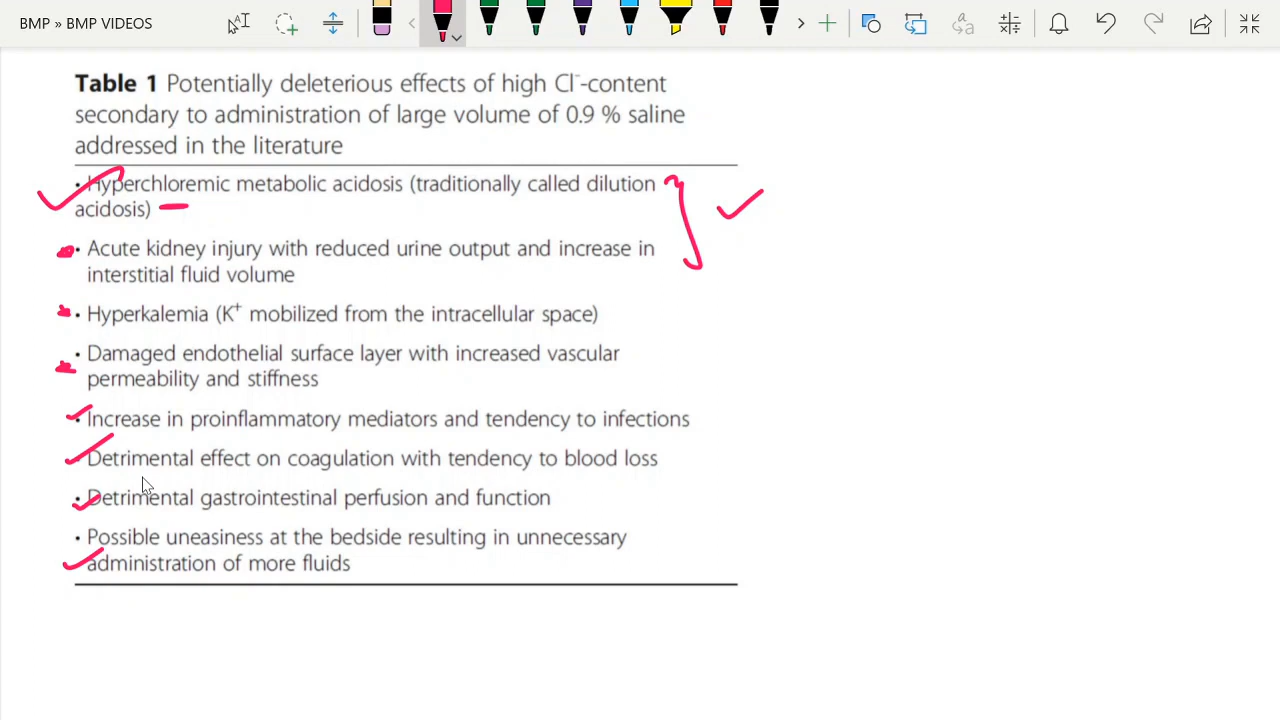 BMP » BMP VIDEOS
Table 1 Potentially deleterious effects of high Cl⁻-content
secondary to administration of large volume of 0.9 % saline
addressed in the literature
• Hyperchloremic metabolic acidosis (traditionally called dilution
acidosis)
• Acute kidney injury with reduced urine output and increase in
interstitial fluid volume
• Hyperkalemia (K⁺ mobilized from the intracellular space)
• Damaged endothelial surface layer with increased vascular
permeability and stiffness
• Increase in proinflammatory mediators and tendency to infections
• Detrimental effect on coagulation with tendency to blood loss
• Detrimental gastrointestinal perfusion and function
• Possible uneasiness at the bedside resulting in unnecessary
administration of more fluids